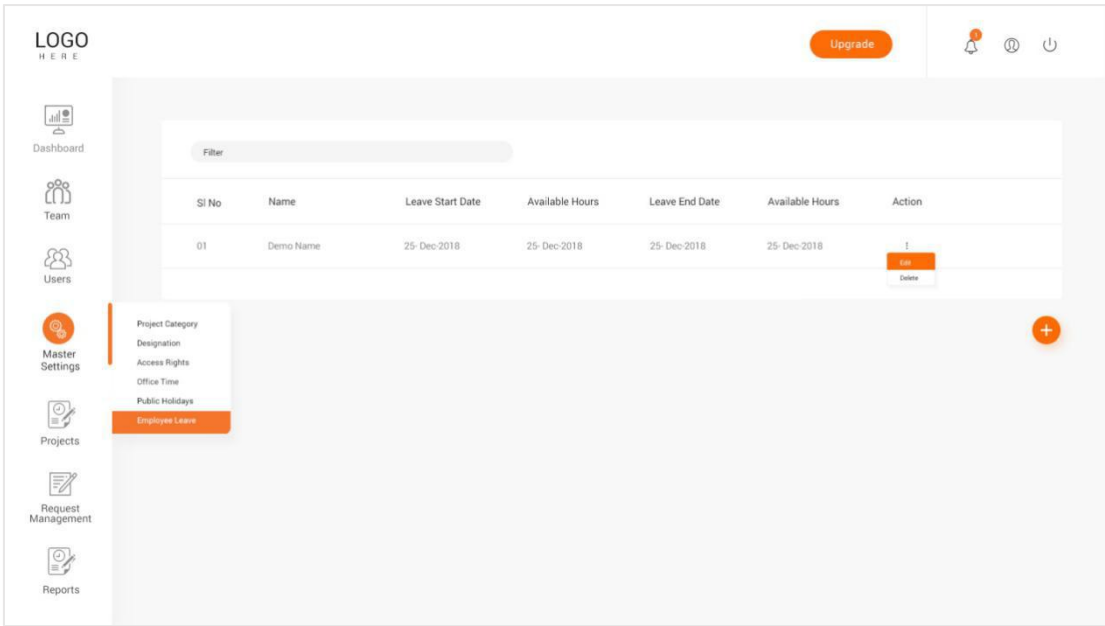 LOGO
HERE
Upgrade
1
Dashboard
Team
Users
Master
Settings
Projects
Request
Management
Reports
Filter
Sl No Name Leave Start Date Available Hours Leave End Date Available Hours Action
01 Demo Name 25- Dec-2018 25- Dec-2018 25- Dec-2018 25- Dec-2018
Edit
Delete
Project Category
Designation
Access Rights
Office Time
Public Holidays
Employee Leave